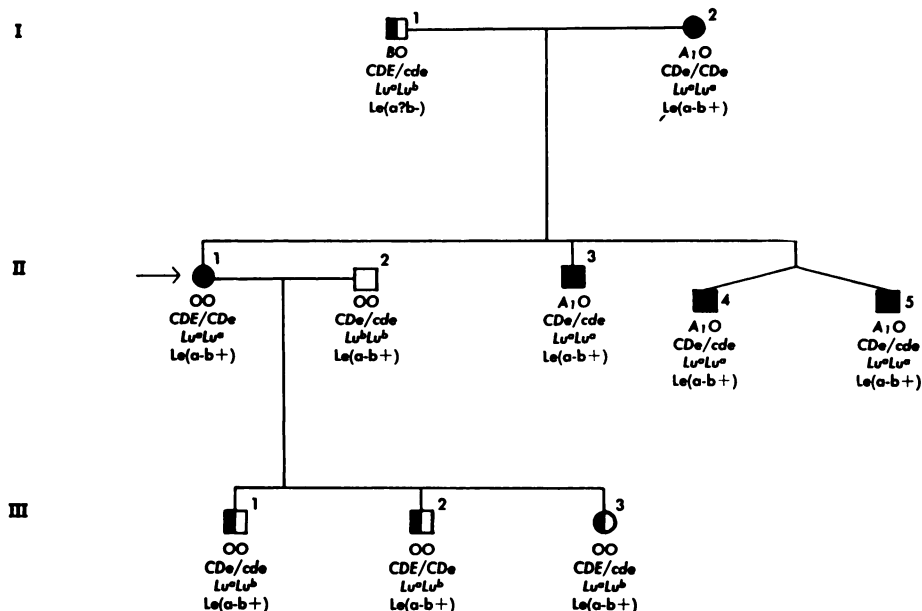 I
1
BO
CDE/cde
LuᵃLuᵇ
Le(a?b-)
2
A₁O
CDe/CDe
LuᵃLuᵃ
Le(a-b+)
II
1
OO
CDE/CDe
LuᵃLuᵃ
Le(a-b+)
2
OO
CDe/cde
LuᵇLuᵇ
Le(a-b+)
3
A₁O
CDe/cde
LuᵃLuᵃ
Le(a-b+)
4
A₁O
CDe/cde
LuᵃLuᵃ
Le(a-b+)
5
A₁O
CDe/cde
LuᵃLuᵃ
Le(a-b+)
III
1
OO
CDe/cde
LuᵃLuᵇ
Le(a-b+)
2
OO
CDE/CDe
LuᵃLuᵇ
Le(a-b+)
3
OO
CDE/cde
LuᵃLuᵇ
Le(a-b+)